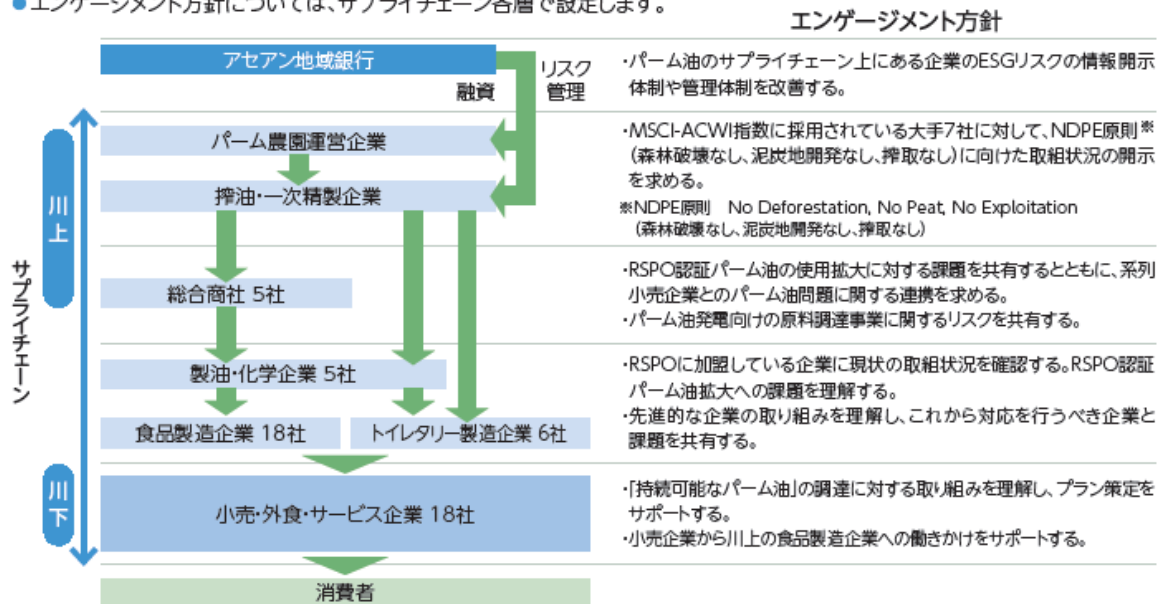 ●エンゲージメント方針については、サプライチェーン各層で設定します。
エンゲージメント方針
アセアン地域銀行
融資
リスク
管理
・パーム油のサプライチェーン上にある企業のESGリスクの情報開示
体制や管理体制を改善する。
サプライチェーン
川上
パーム農園運営企業
搾油・一次精製企業
・MSCI-ACWI指数に採用されている大手7社に対して、NDPE原則※
（森林破壊なし、泥炭地開発なし、搾取なし）に向けた取組状況の開示
を求める。
※NDPE原則　No Deforestation, No Peat, No Exploitation
（森林破壊なし、泥炭地開発なし、搾取なし）
総合商社 5社
・RSPO認証パーム油の使用拡大に対する課題を共有するとともに、系列
小売企業とのパーム油問題に関する連携を求める。
・パーム油発電向けの原料調達事業に関するリスクを共有する。
製油・化学企業 5社
食品製造企業 18社
トイレタリー製造企業 6社
・RSPOに加盟している企業に現状の取組状況を確認する。RSPO認証
パーム油拡大への課題を理解する。
・先進的な企業の取り組みを理解し、これから対応を行うべき企業と
課題を共有する。
川下
小売・外食・サービス企業 18社
・「持続可能なパーム油」の調達に対する取り組みを理解し、プラン策定を
サポートする。
・小売企業から川上の食品製造企業への働きかけをサポートする。
消費者